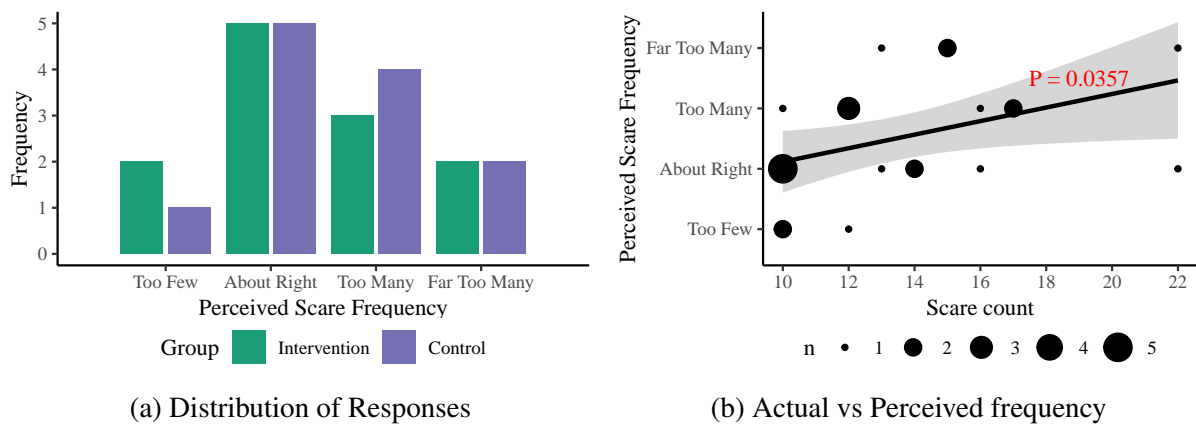 5
4
3
2
1
0
Frequency
Too Few About Right Too Many Far Too Many
Perceived Scare Frequency
Group Intervention Control
(a) Distribution of Responses
Perceived Scare Frequency
Far Too Many
Too Many
About Right
Too Few
P = 0.0357
10 12 14 16 18 20 22
Scare count
n 1 2 3 4 5
(b) Actual vs Perceived frequency